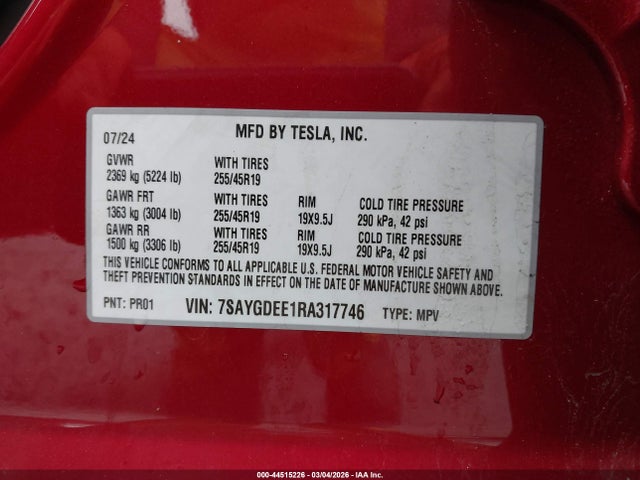 07/24 MFD BY TESLA, INC.
GVWR WITH TIRES
2369 kg (5224 lb) 255/45R19
GAWR FRT WITH TIRES RIM COLD TIRE PRESSURE
1363 kg (3004 lb) 255/45R19 19X9.5J 290 kPa, 42 psi
GAWR RR WITH TIRES RIM COLD TIRE PRESSURE
1500 kg (3306 lb) 255/45R19 19X9.5J 290 kPa, 42 psi
THIS VEHICLE CONFORMS TO ALL APPLICABLE U.S. FEDERAL MOTOR VEHICLE SAFETY AND
THEFT PREVENTION STANDARDS IN EFFECT ON THE DATE OF MANUFACTURE SHOWN ABOVE.
PNT: PR01 VIN: 7SAYGDEE1RA317746 TYPE: MPV
000-44515226 - 03/04/2026 - IAA Inc.